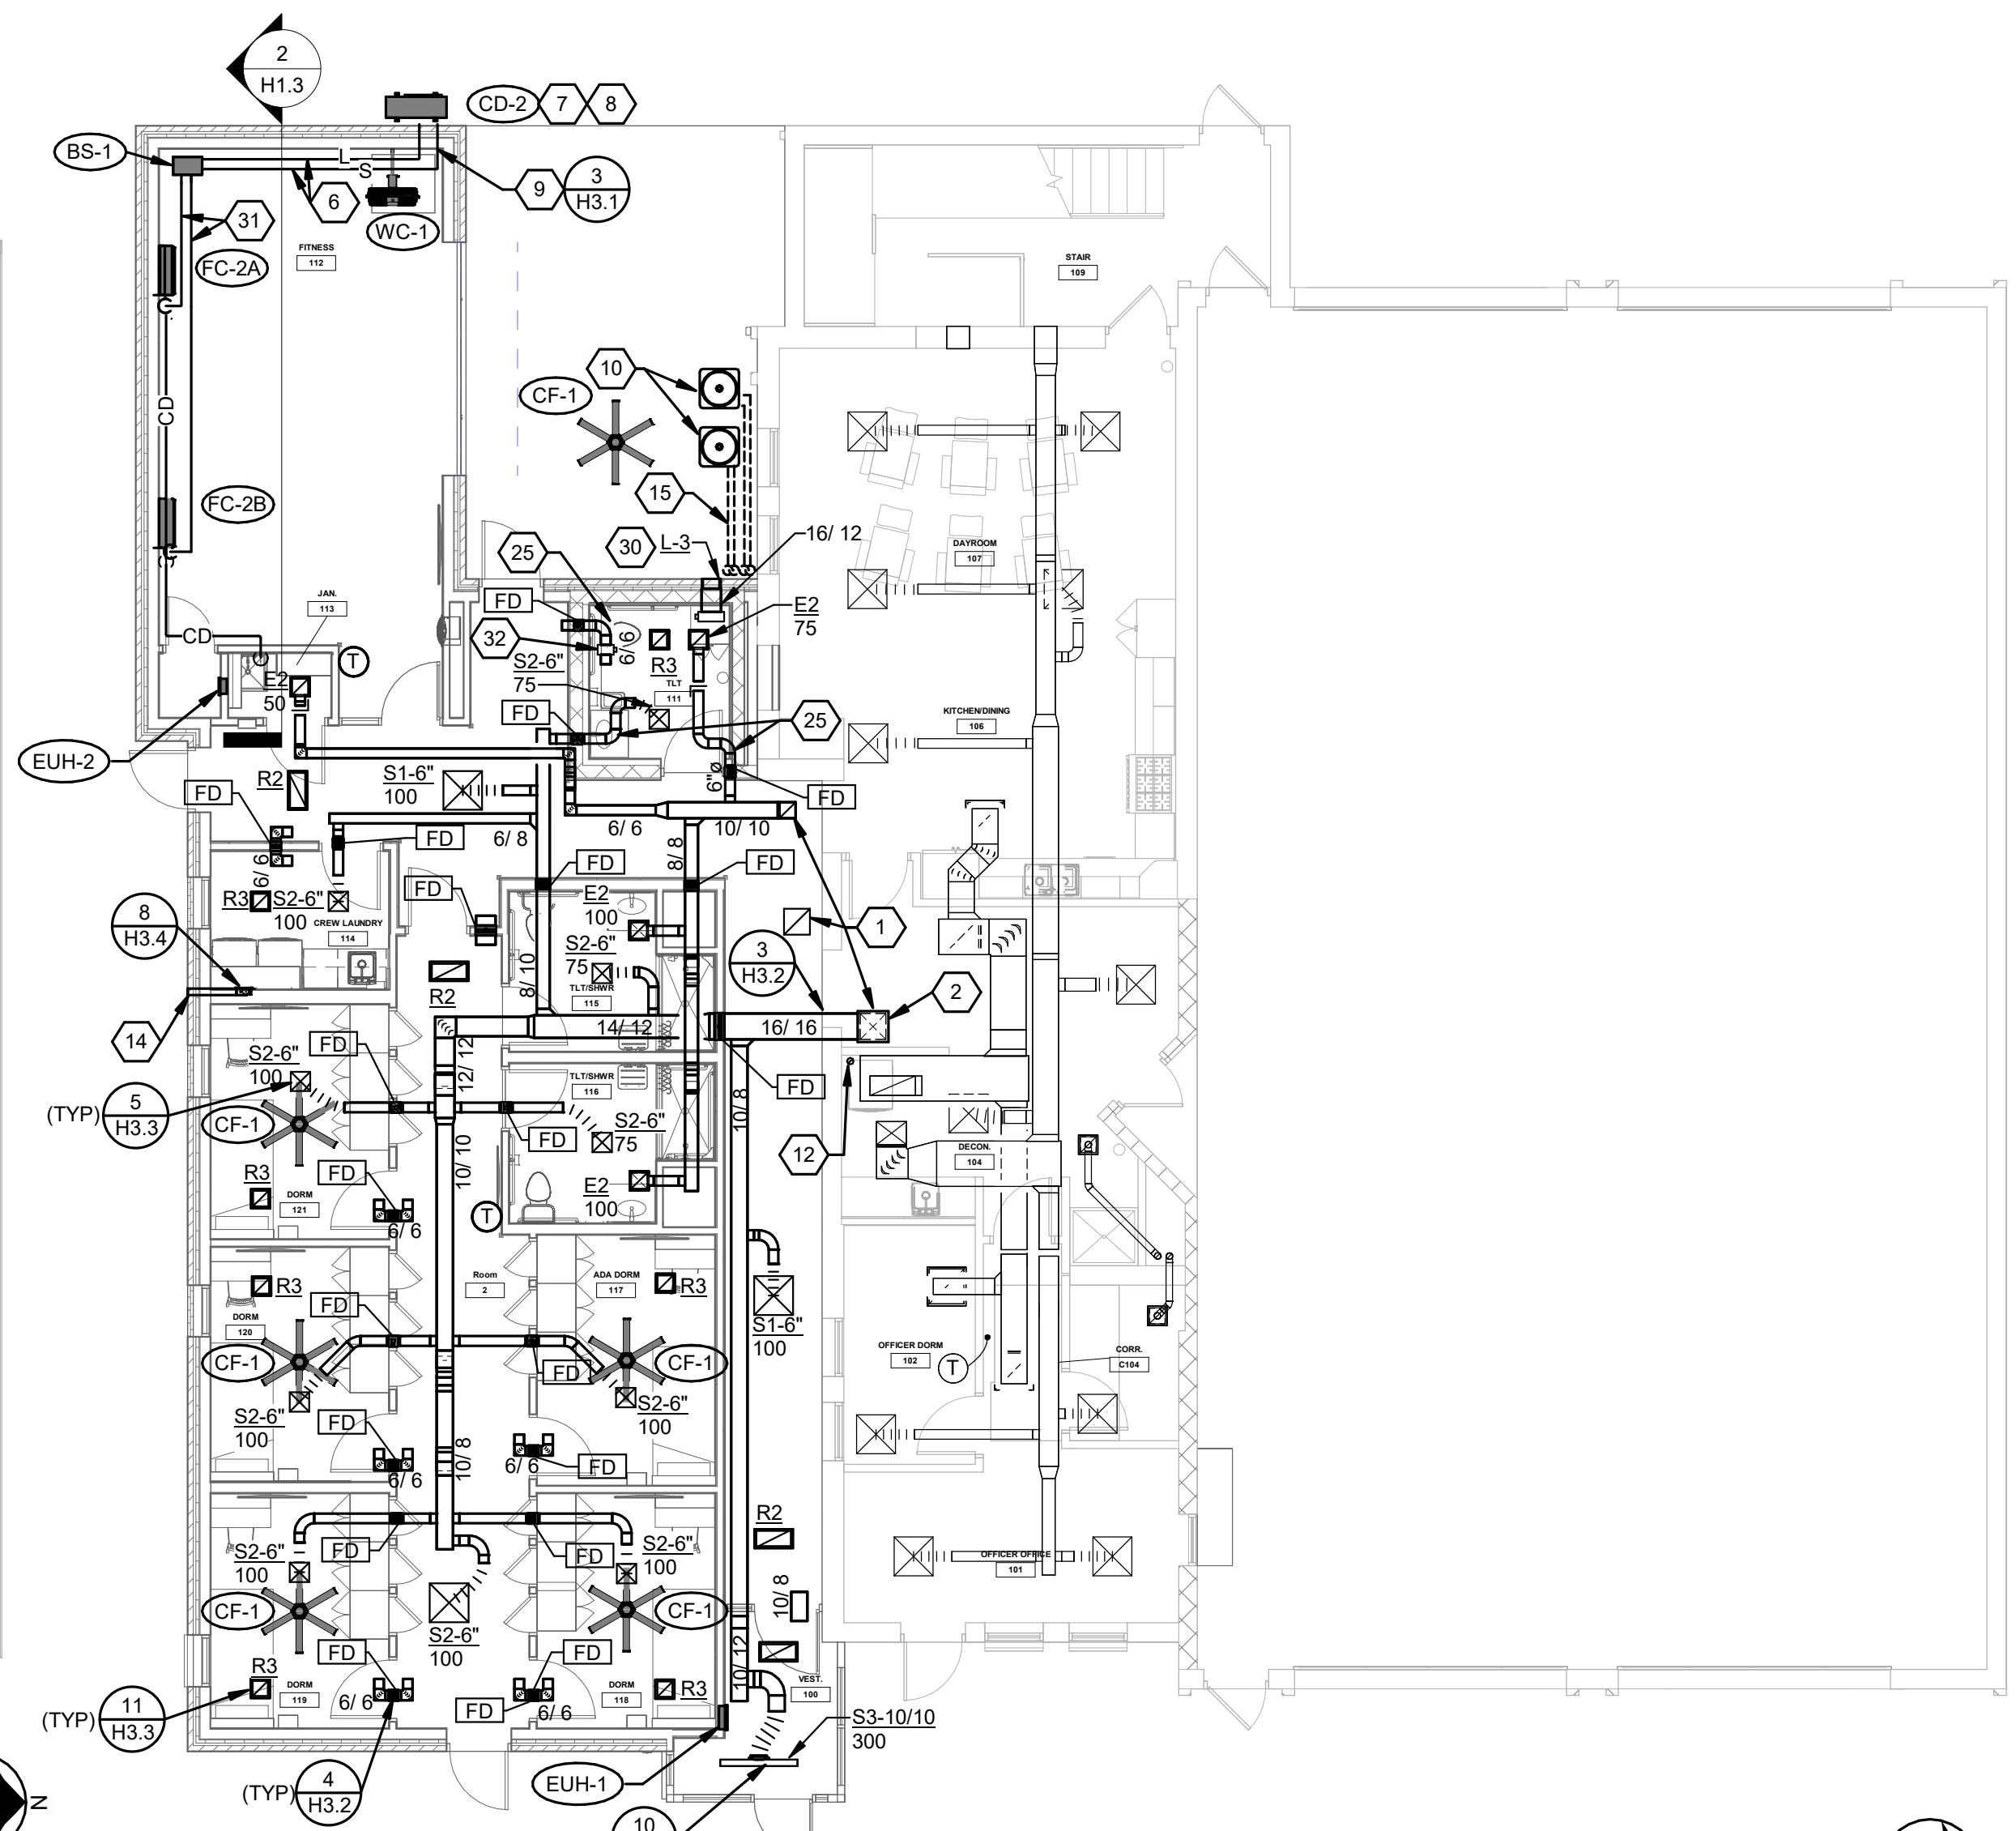 2
H1.3
CD-2
7
8
BS-1
L
S
9
3
H3.1
6
31
WC-1
FITNESS
112
FC-2A
STAIR
109
C
10
CF-1
CD
FC-2B
15
16/ 12
DAYROOM
107
25
30
L-3
FD
E2
75
JAN.
113
32
6/ 6
CD
T
S2-6"
75
R3
TLT
111
E2
50
FD
25
KITCHEN/DINING
106
EUH-2
6"ø
R2
S1-6"
100
FD
FD
6/ 6
10/ 10
FD
6/ 8
8/ 8
FD
FD
6/ 6
FD
E2
100
R3
S2-6"
100
8
H3.4
CREW LAUNDRY
114
1
S2-6"
75
3
H3.2
8/ 10
R2
TLT/SHWR
115
2
14/ 12
16/ 16
14
FD
S2-6"
100
12/ 12
TLT/SHWR
116
FD
(TYP)
5
H3.3
CF-1
10/ 8
S2-6"
75
FD
12
DECON.
104
10/ 10
FD
R3
E2
100
DORM
121
6/ 6
T
Room
2
ADA DORM
117
R3
R3
FD
S1-6"
100
DORM
120
OFFICER DORM
102
CF-1
FD
CF-1
T
CORR.
C104
S2-6"
100
S2-6"
100
FD
10/ 8
6/ 6
6/ 6
FD
R2
FD
FD
S2-6"
100
S2-6"
100
OFFICER OFFICE
101
10/ 8
CF-1
CF-1
S2-6"
100
FD
FD
10/ 12
R3
DORM
119
6/ 6
DORM
118
R3
VEST.
100
FD
6/ 6
(TYP)
11
H3.3
S3-10/10
300
(TYP)
4
H3.2
EUH-1
N
10